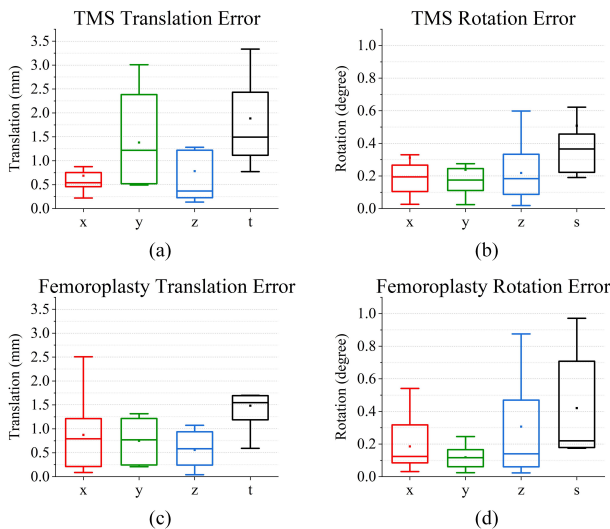 TMS Translation Error
Translation (mm)
3.5
3.0
2.5
2.0
1.5
1.0
0.5
0.0
x y z t
(a)
TMS Rotation Error
Rotation (degree)
1.0
0.8
0.6
0.4
0.2
0.0
x y z s
(b)
Femoroplasty Translation Error
Translation (mm)
3.5
3.0
2.5
2.0
1.5
1.0
0.5
0.0
x y z t
(c)
Femoroplasty Rotation Error
Rotation (degree)
1.0
0.8
0.6
0.4
0.2
0.0
x y z s
(d)